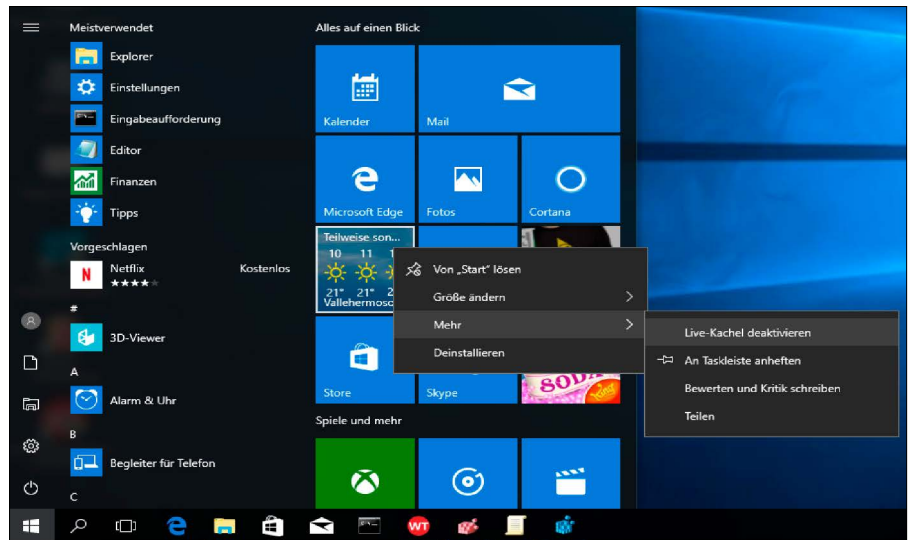 Meistverwendet
Explorer
Einstellungen
Eingabeaufforderung
Editor
Finanzen
Tipps
Vorgeschlagen
Netflix Kostenlos
#
3D-Viewer
A
Alarm & Uhr
B
Begleiter für Telefon
C
Alles auf einen Blick
Kalender
Mail
Microsoft Edge
Fotos
Cortana
Teilweise son...
10 11 1
21° 21° 2
Vallehermoso
Store
Skype
SODA
Spiele und mehr
Von „Start" lösen
Größe ändern
Mehr
Deinstallieren
Live-Kachel deaktivieren
An Taskleiste anheften
Bewerten und Kritik schreiben
Teilen
WT